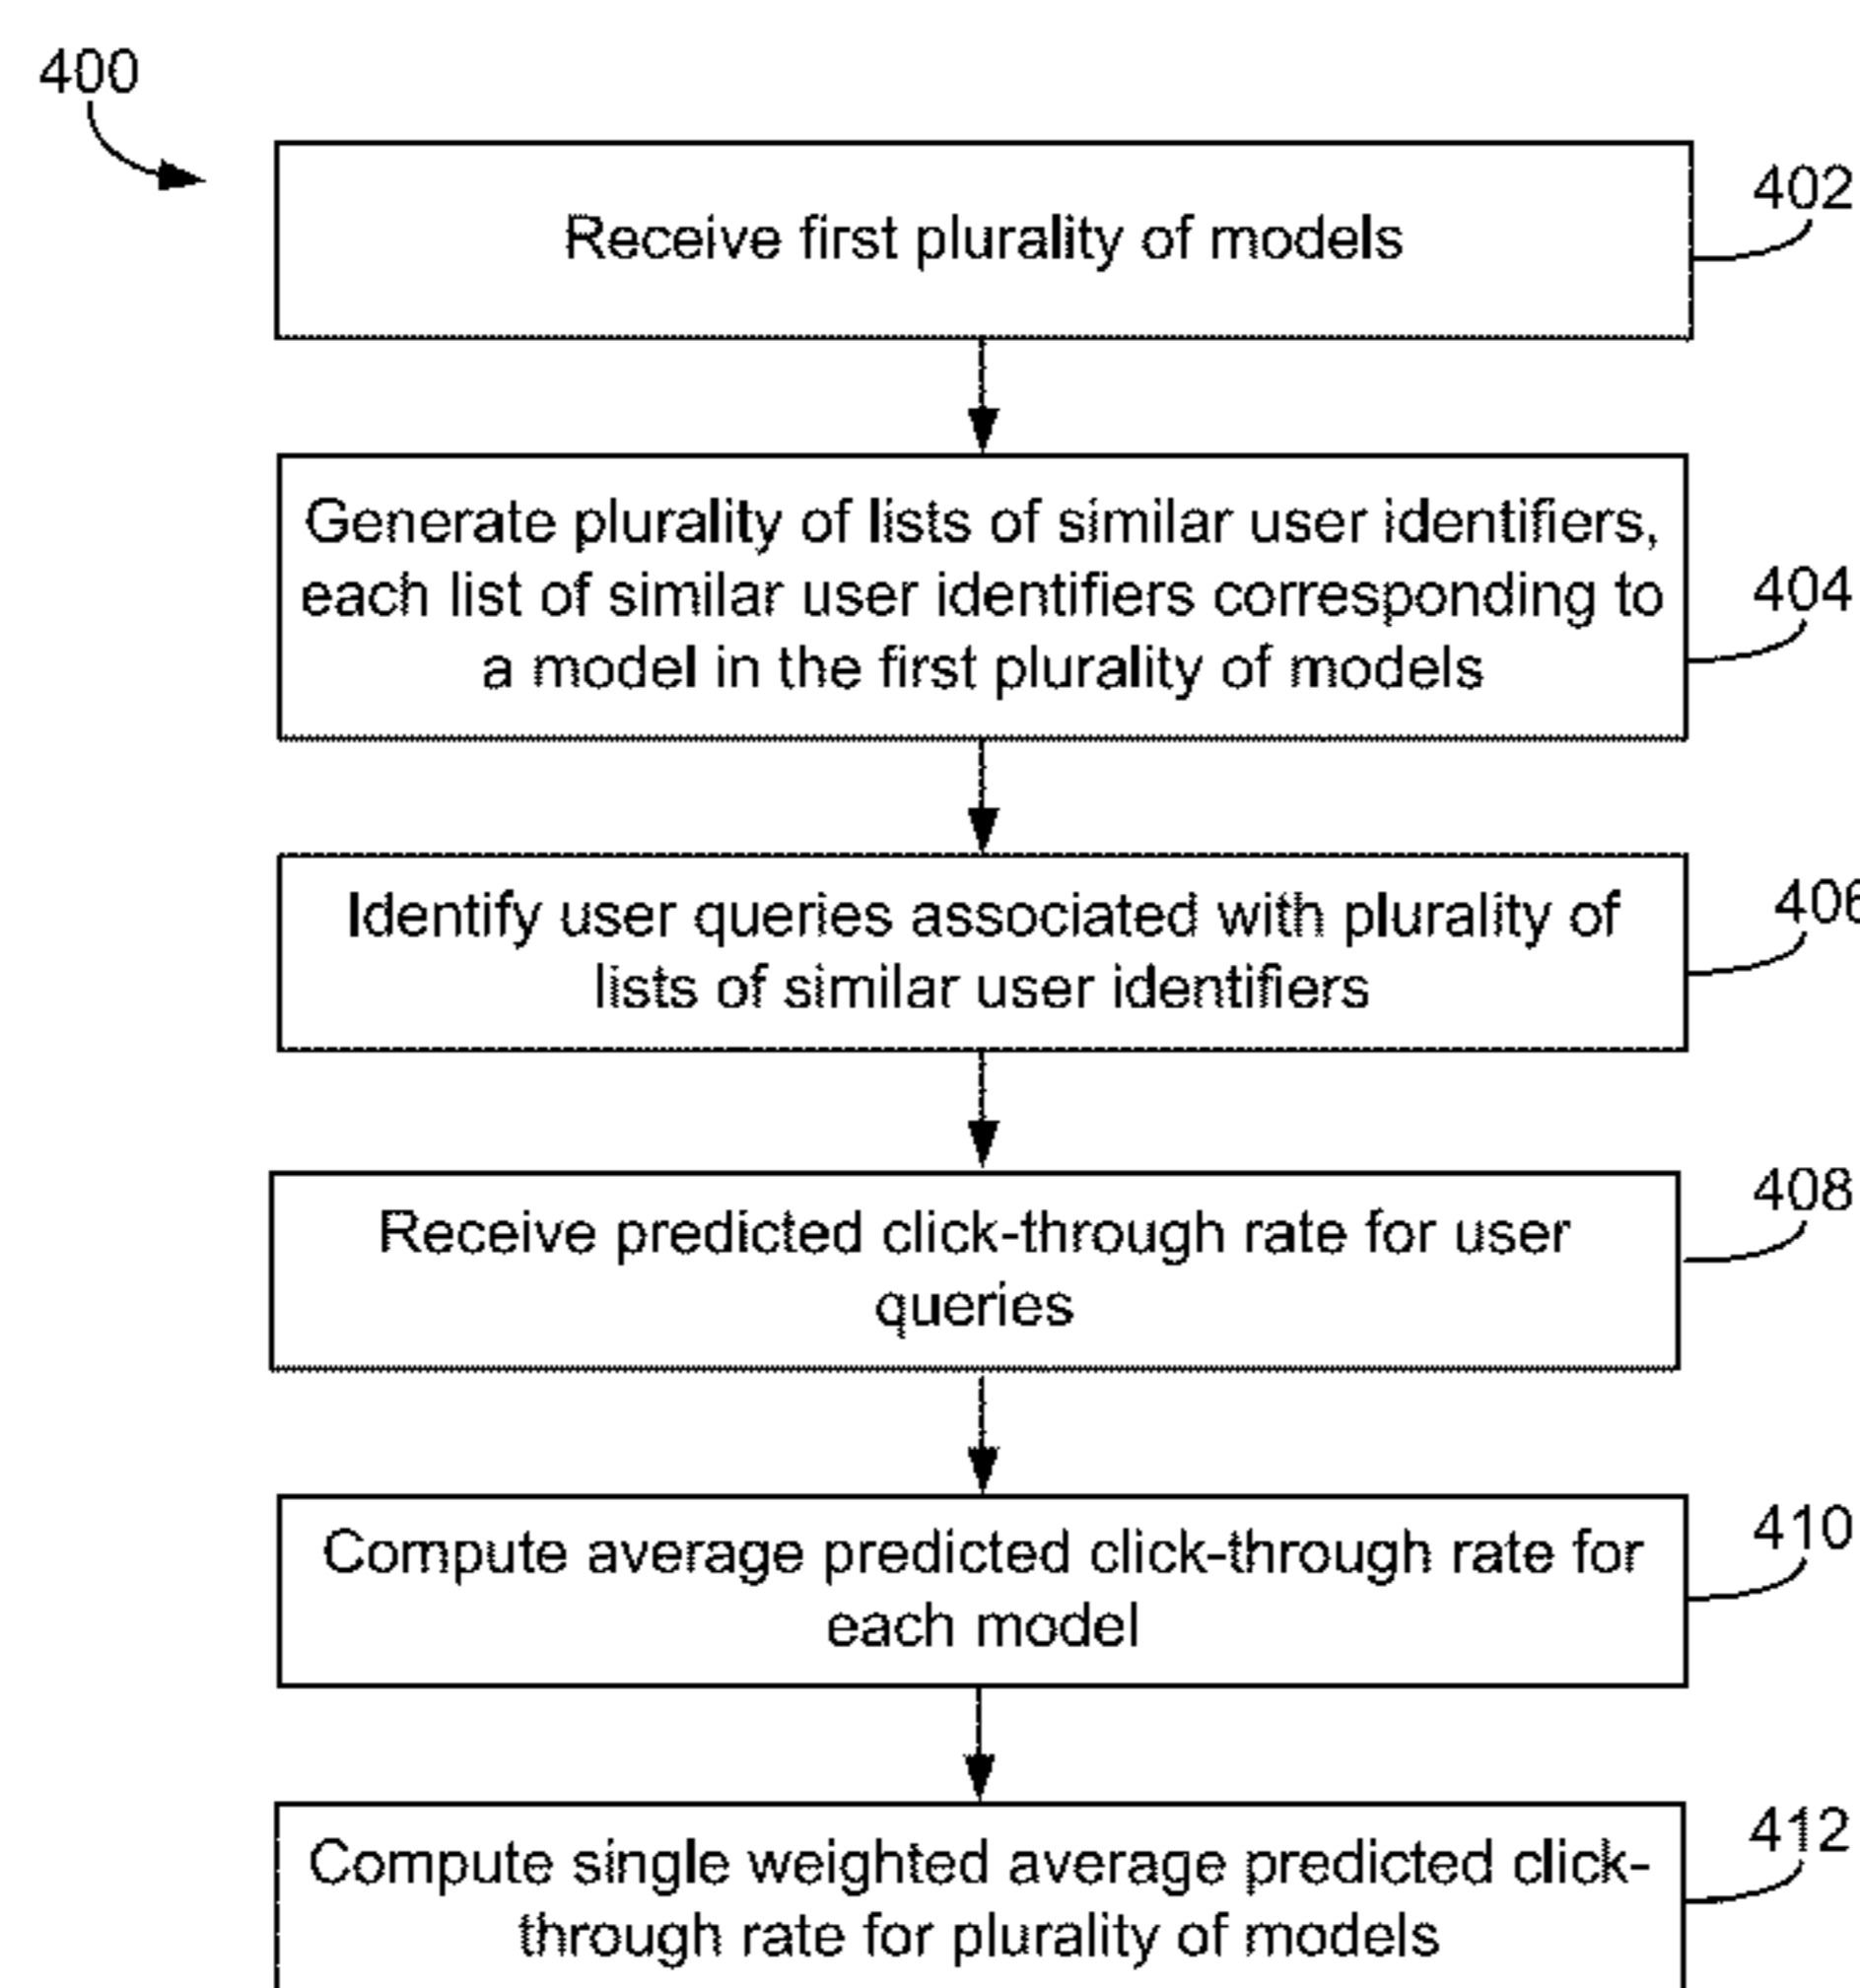 400
Receive first plurality of models
402
Generate plurality of lists of similar user identifiers,
each list of similar user identifiers corresponding to
a model in the first plurality of models
404
Identify user queries associated with plurality of
lists of similar user identifiers
406
Receive predicted click-through rate for user
queries
408
Compute average predicted click-through rate for
each model
410
Compute single weighted average predicted click-
through rate for plurality of models
412